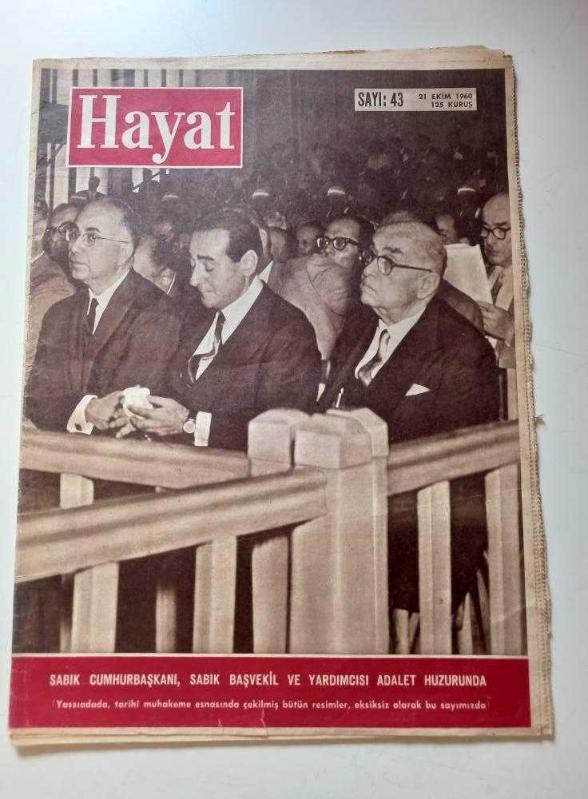 Hayat
SAYI: 43
21 EKİM 1960
125 KURUŞ
SABIK CUMHURBAŞKANI, SABIK BAŞVEKİL VE YARDIMCISI ADALET HUZURUNDA
(Yassıadada, tarihî muhakeme esnasında çekilmiş bütün resimler, eksiksiz olarak bu sayımızda)